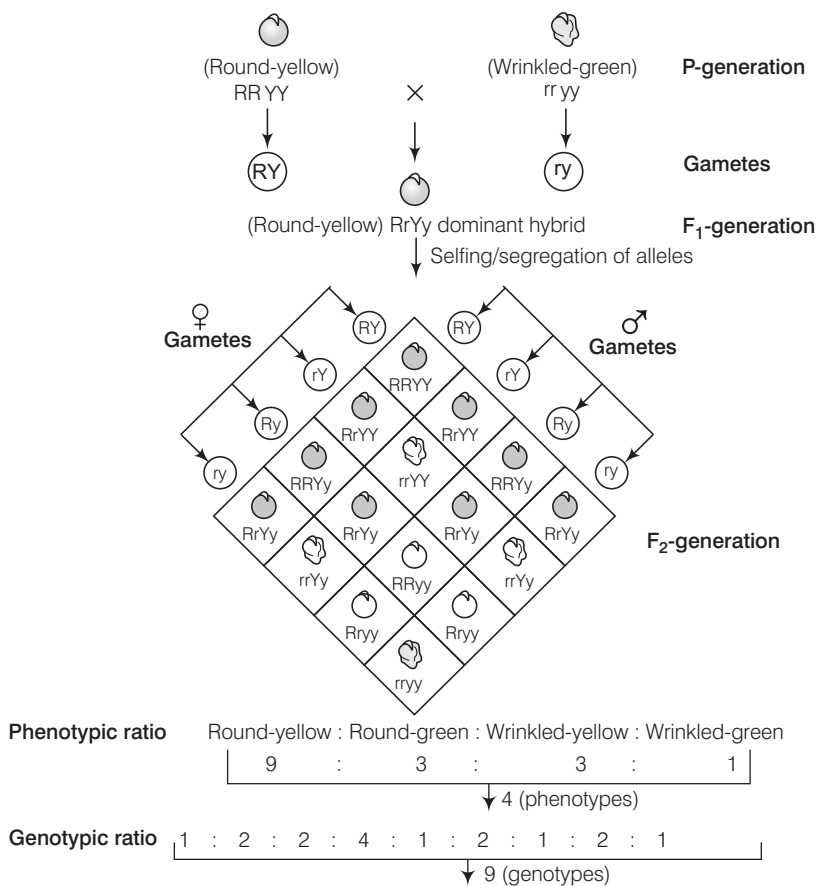 (Round-yellow) (Wrinkled-green) P-generation
RR YY × rr yy
RY ry Gametes
(Round-yellow) RrYy dominant hybrid F₁-generation
Selfing/segregation of alleles
♀ Gametes ♂ Gametes
RY RY
rY rY
Ry Ry
ry ry
RRYY
RrYY RrYY
RRYy rrYY RRYy
RrYy RrYy RrYy RrYy
rrYy RRyy rrYy
Rryy Rryy
rryy
F₂-generation
Phenotypic ratio Round-yellow : Round-green : Wrinkled-yellow : Wrinkled-green
9 : 3 : 3 : 1
4 (phenotypes)
Genotypic ratio 1 : 2 : 2 : 4 : 1 : 2 : 1 : 2 : 1
9 (genotypes)